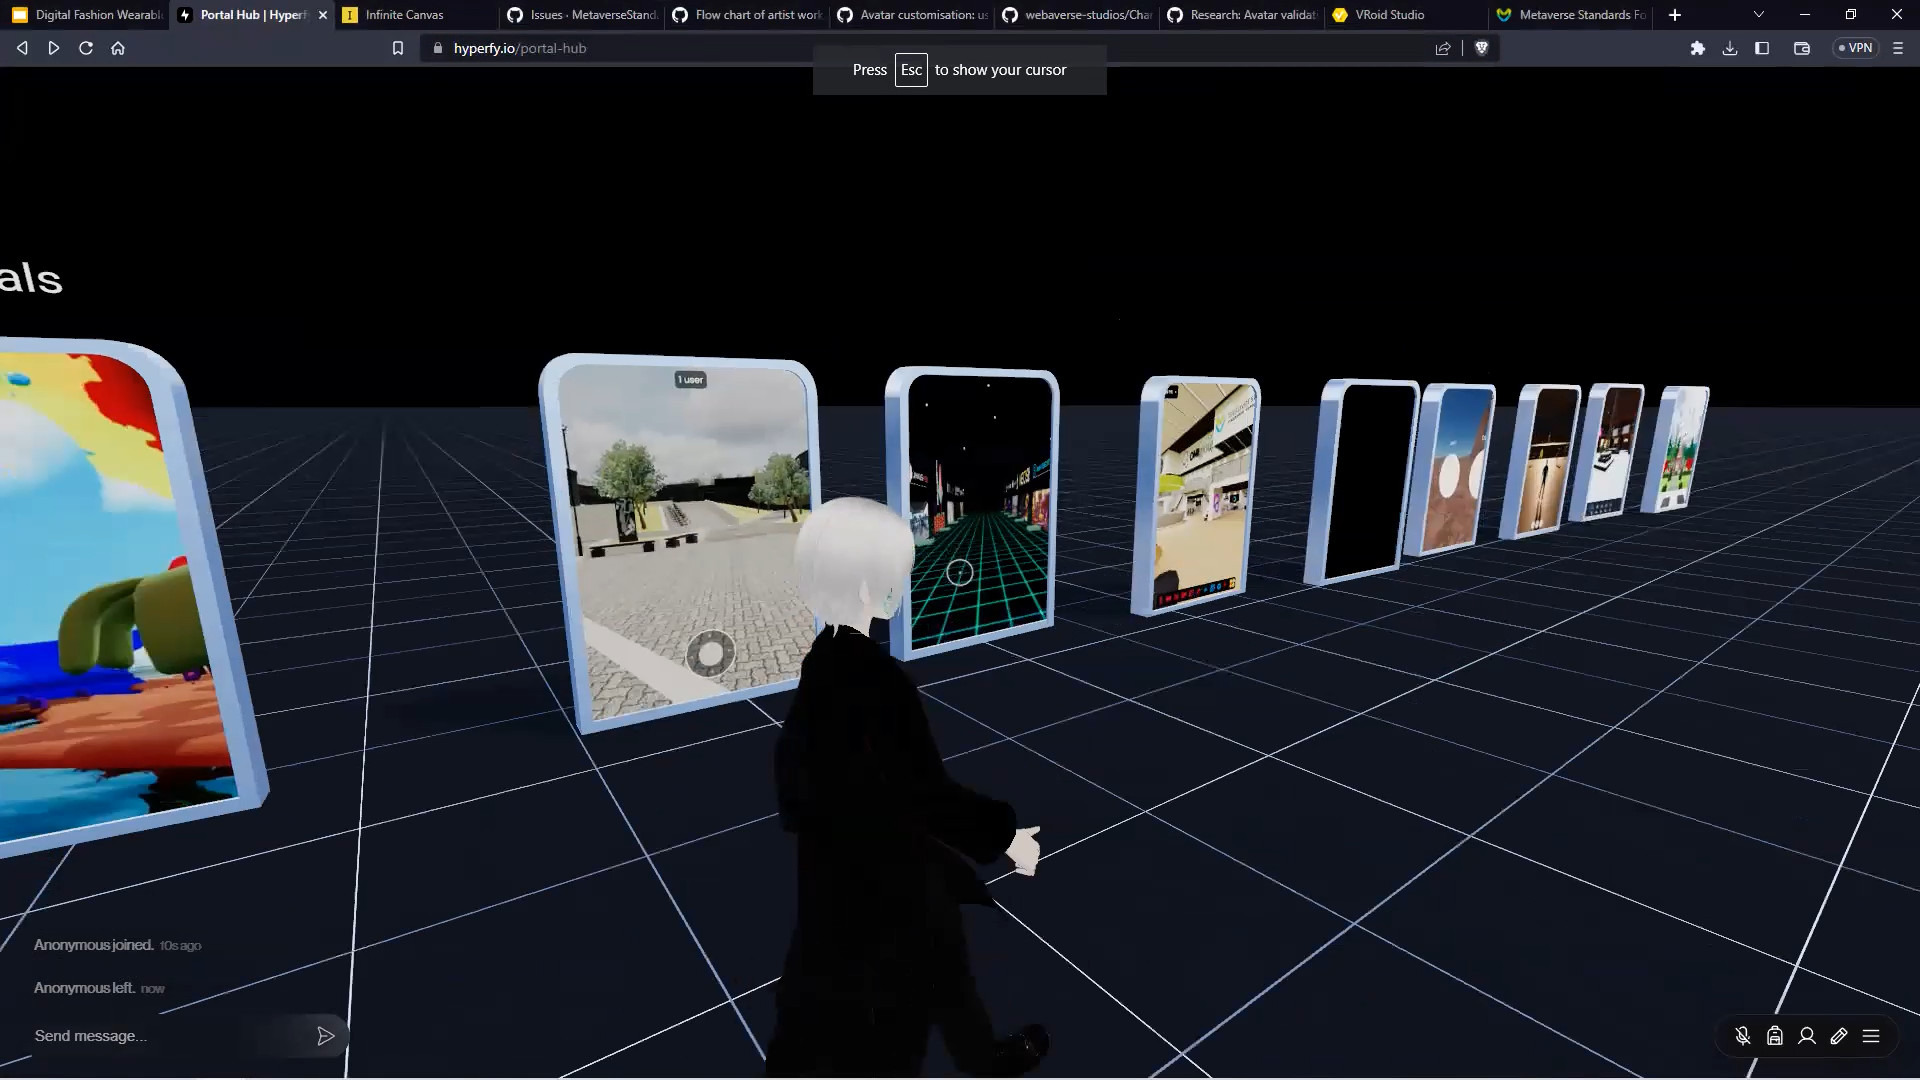 Digital Fashion Wearabl
Portal Hub | Hyperfy
Infinite Canvas
Issues · MetaverseStand
Flow chart of artist work
Avatar customisation: us
webaverse-studios/Char
Research: Avatar validat
VRoid Studio
Metaverse Standards Fo
hyperfy.io/portal-hub
VPN
Press Esc to show your cursor
als
1 user
Anonymous joined. 10s ago
Anonymous left. now
Send message...